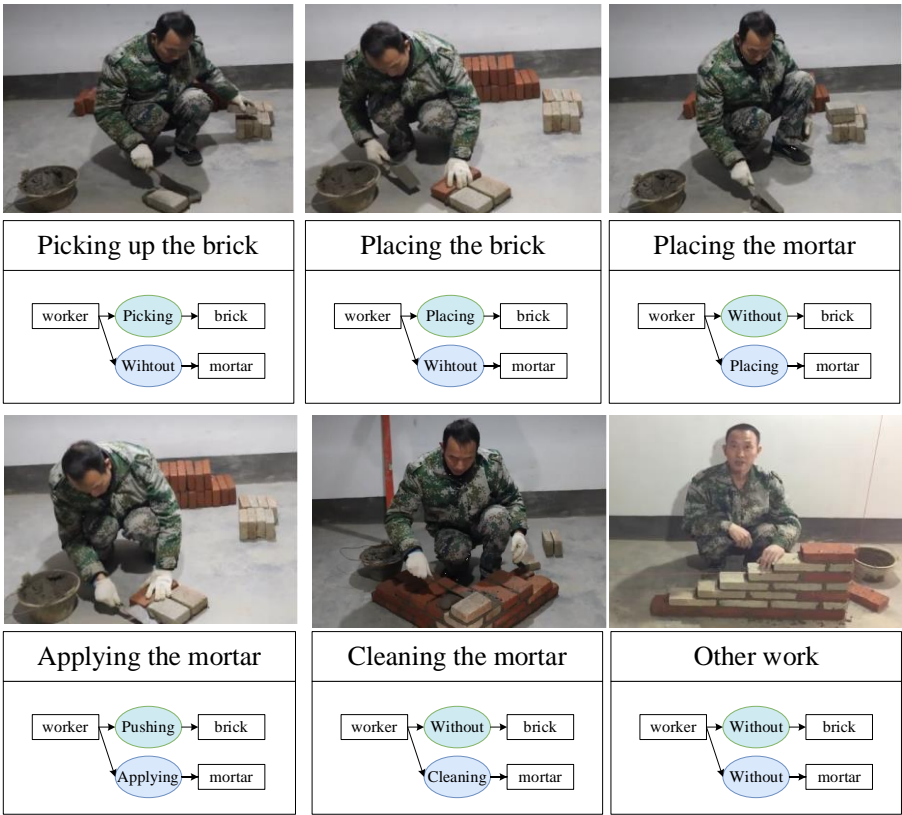 Picking up the brick
worker
Picking
brick
Wihtout
mortar
Placing the brick
worker
Placing
brick
Wihtout
mortar
Placing the mortar
worker
Without
brick
Placing
mortar
Applying the mortar
worker
Pushing
brick
Applying
mortar
Cleaning the mortar
worker
Without
brick
Cleaning
mortar
Other work
worker
Without
brick
Without
mortar